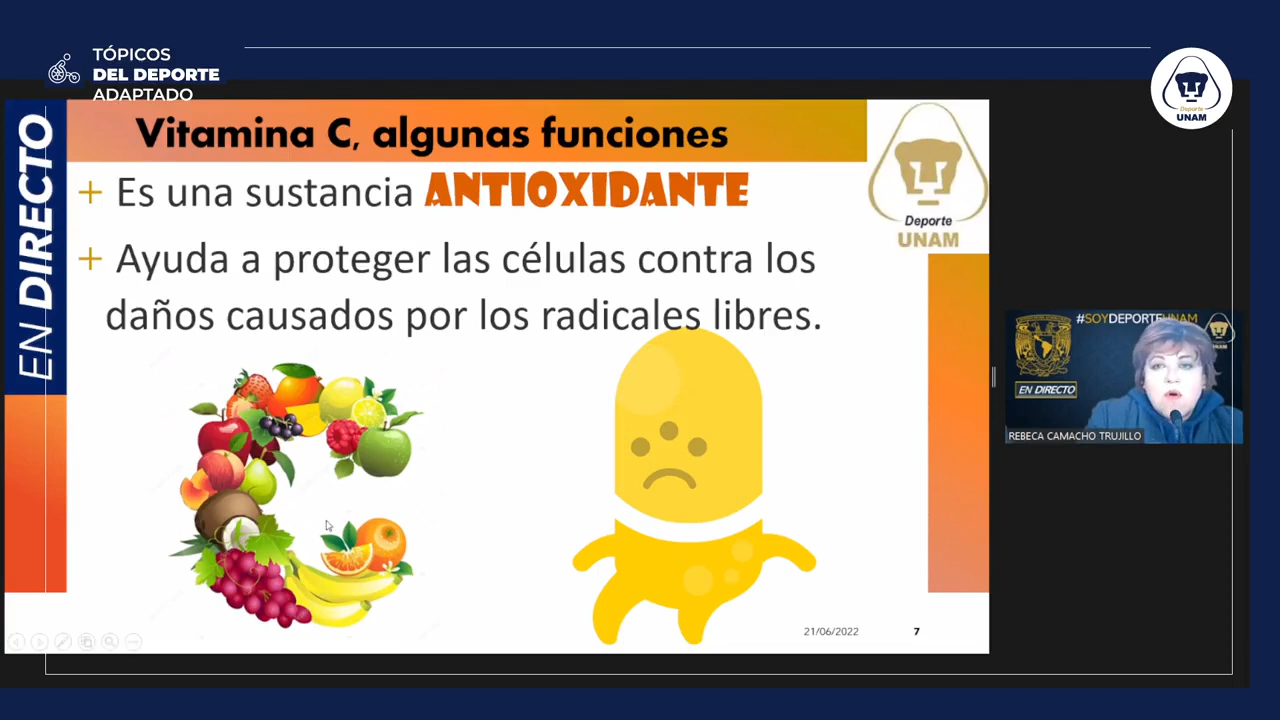 TÓPICOS
DEL DEPORTE
ADAPTADO
Deporte
UNAM
EN DIRECTO
Vitamina C, algunas funciones
Deporte
UNAM
+ Es una sustancia ANTIOXIDANTE
+ Ayuda a proteger las células contra los
daños causados por los radicales libres.
21/06/2022
7
#SOYDEPORTEUNAM
EN DIRECTO
REBECA CAMACHO TRUJILLO